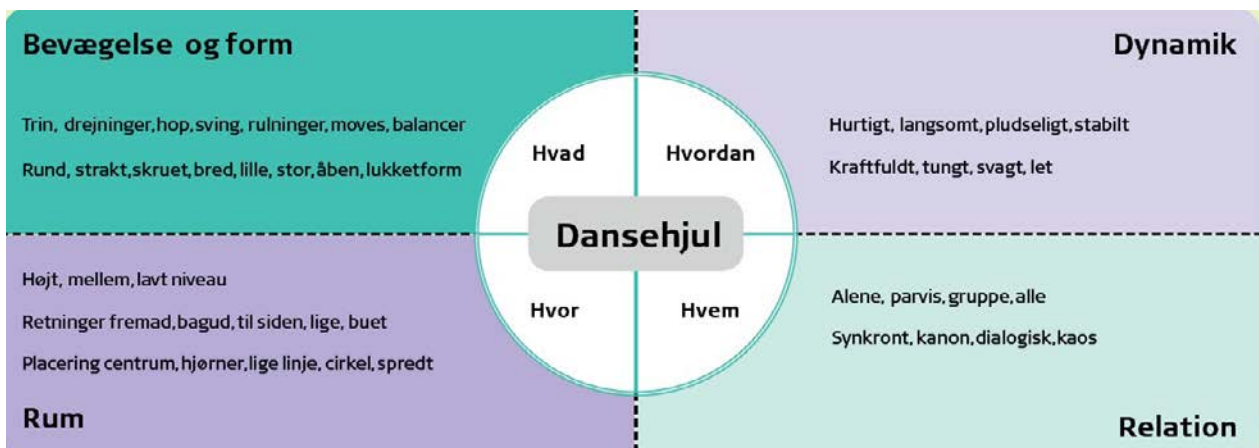 Bevægelse og form
Trin, drejninger, hop, sving, rulninger, moves, balancer
Rund, strakt, skruet, bred, lille, stor, åben, lukketform
Dynamik
Hurtigt, langsomt, pludseligt, stabilt
Kraftfuldt, tungt, svagt, let
Hvad
Hvordan
Dansehjul
Hvor
Hvem
Højt, mellem, lavt niveau
Retninger fremad, bagud, til siden, lige, buet
Placering centrum, hjørner, lige linje, cirkel, spredt
Rum
Alene, parvis, gruppe, alle
Synkront, kanon, dialogisk, kaos
Relation